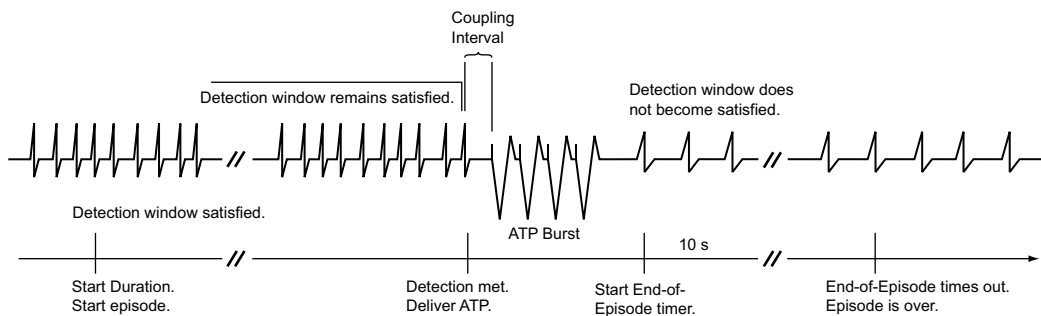 Coupling
Interval
Detection window remains satisfied.
Detection window does
not become satisfied.
Detection window satisfied.
ATP Burst
10 s
Start Duration.
Start episode.
Detection met.
Deliver ATP.
Start End-of-
Episode timer.
End-of-Episode times out.
Episode is over.